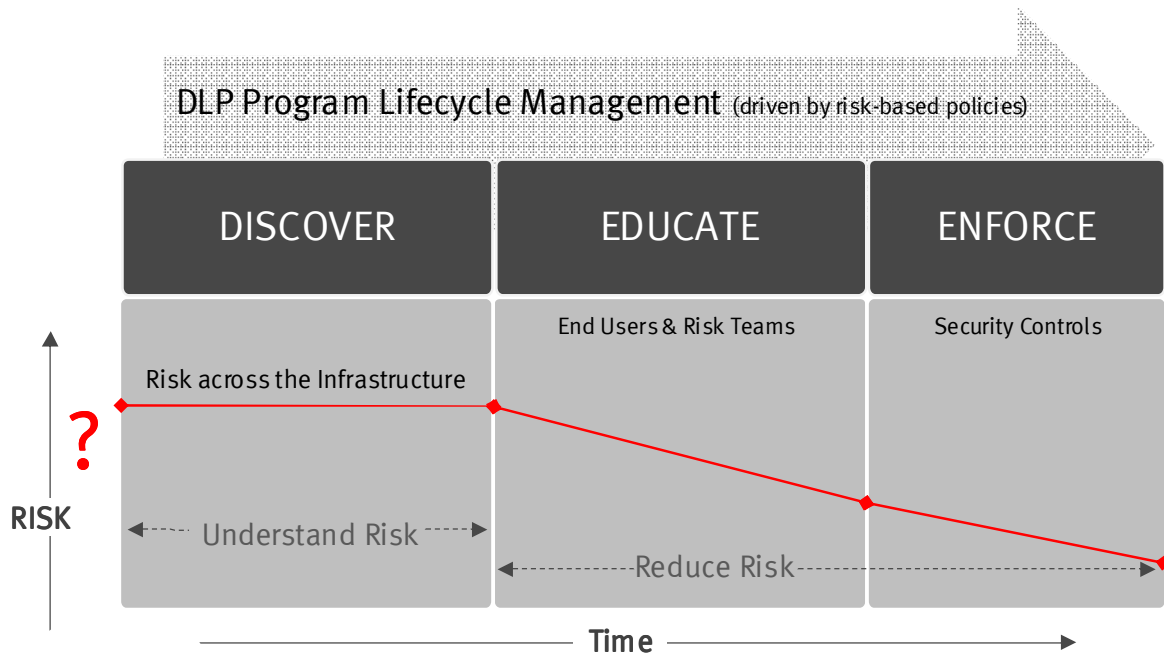 DLP Program Lifecycle Management (driven by risk-based policies)
DISCOVER
EDUCATE
ENFORCE
End Users & Risk Teams
Security Controls
Risk across the Infrastructure
?
RISK
Understand Risk
Reduce Risk
Time